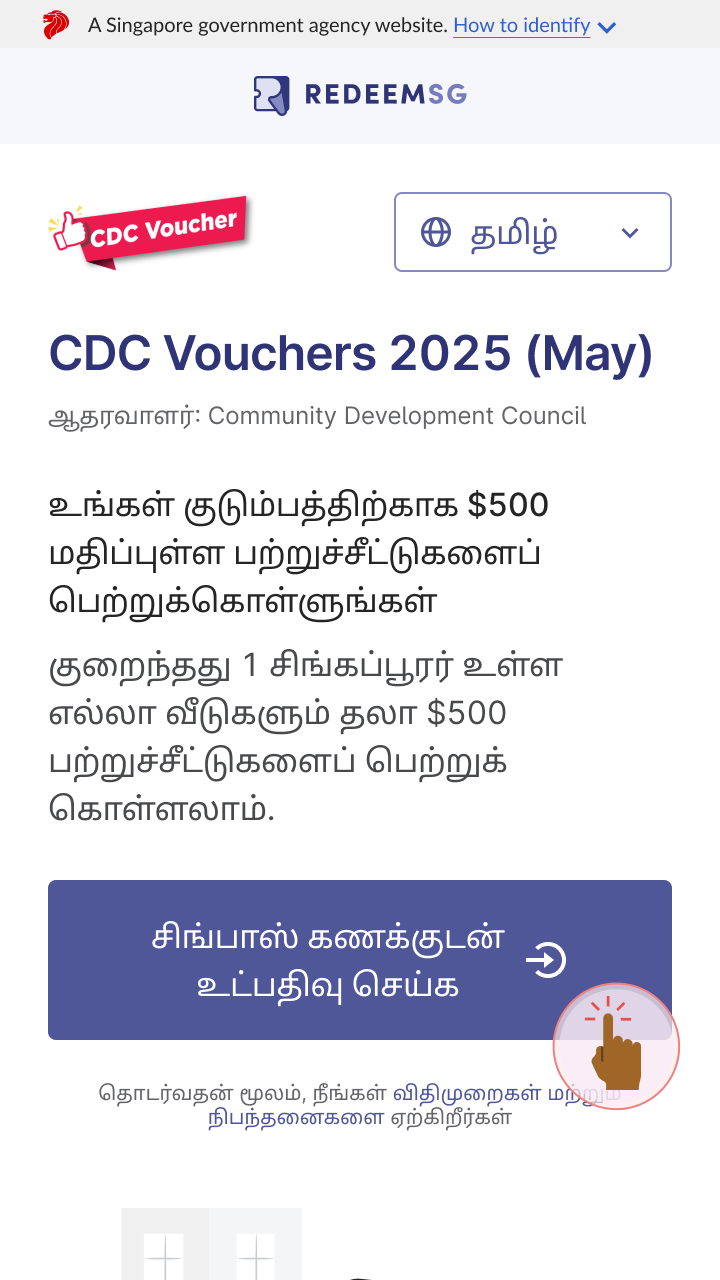 A Singapore government agency website. How to identify
REDEEMSG
CDC Voucher
தமிழ்
CDC Vouchers 2025 (May)
ஆதரவாளர்: Community Development Council
உங்கள் குடும்பத்திற்காக $500
மதிப்புள்ள பற்றுச்சீட்டுகளைப்
பெற்றுக்கொள்ளுங்கள்
குறைந்தது 1 சிங்கப்பூரர் உள்ள
எல்லா வீடுகளும் தலா $500
பற்றுச்சீட்டுகளைப் பெற்றுக்
கொள்ளலாம்.
சிங்பாஸ் கணக்குடன்
உட்பதிவு செய்க
தொடர்வதன் மூலம், நீங்கள் விதிமுறைகள் மற்றும்
நிபந்தனைகளை ஏற்கிறீர்கள்